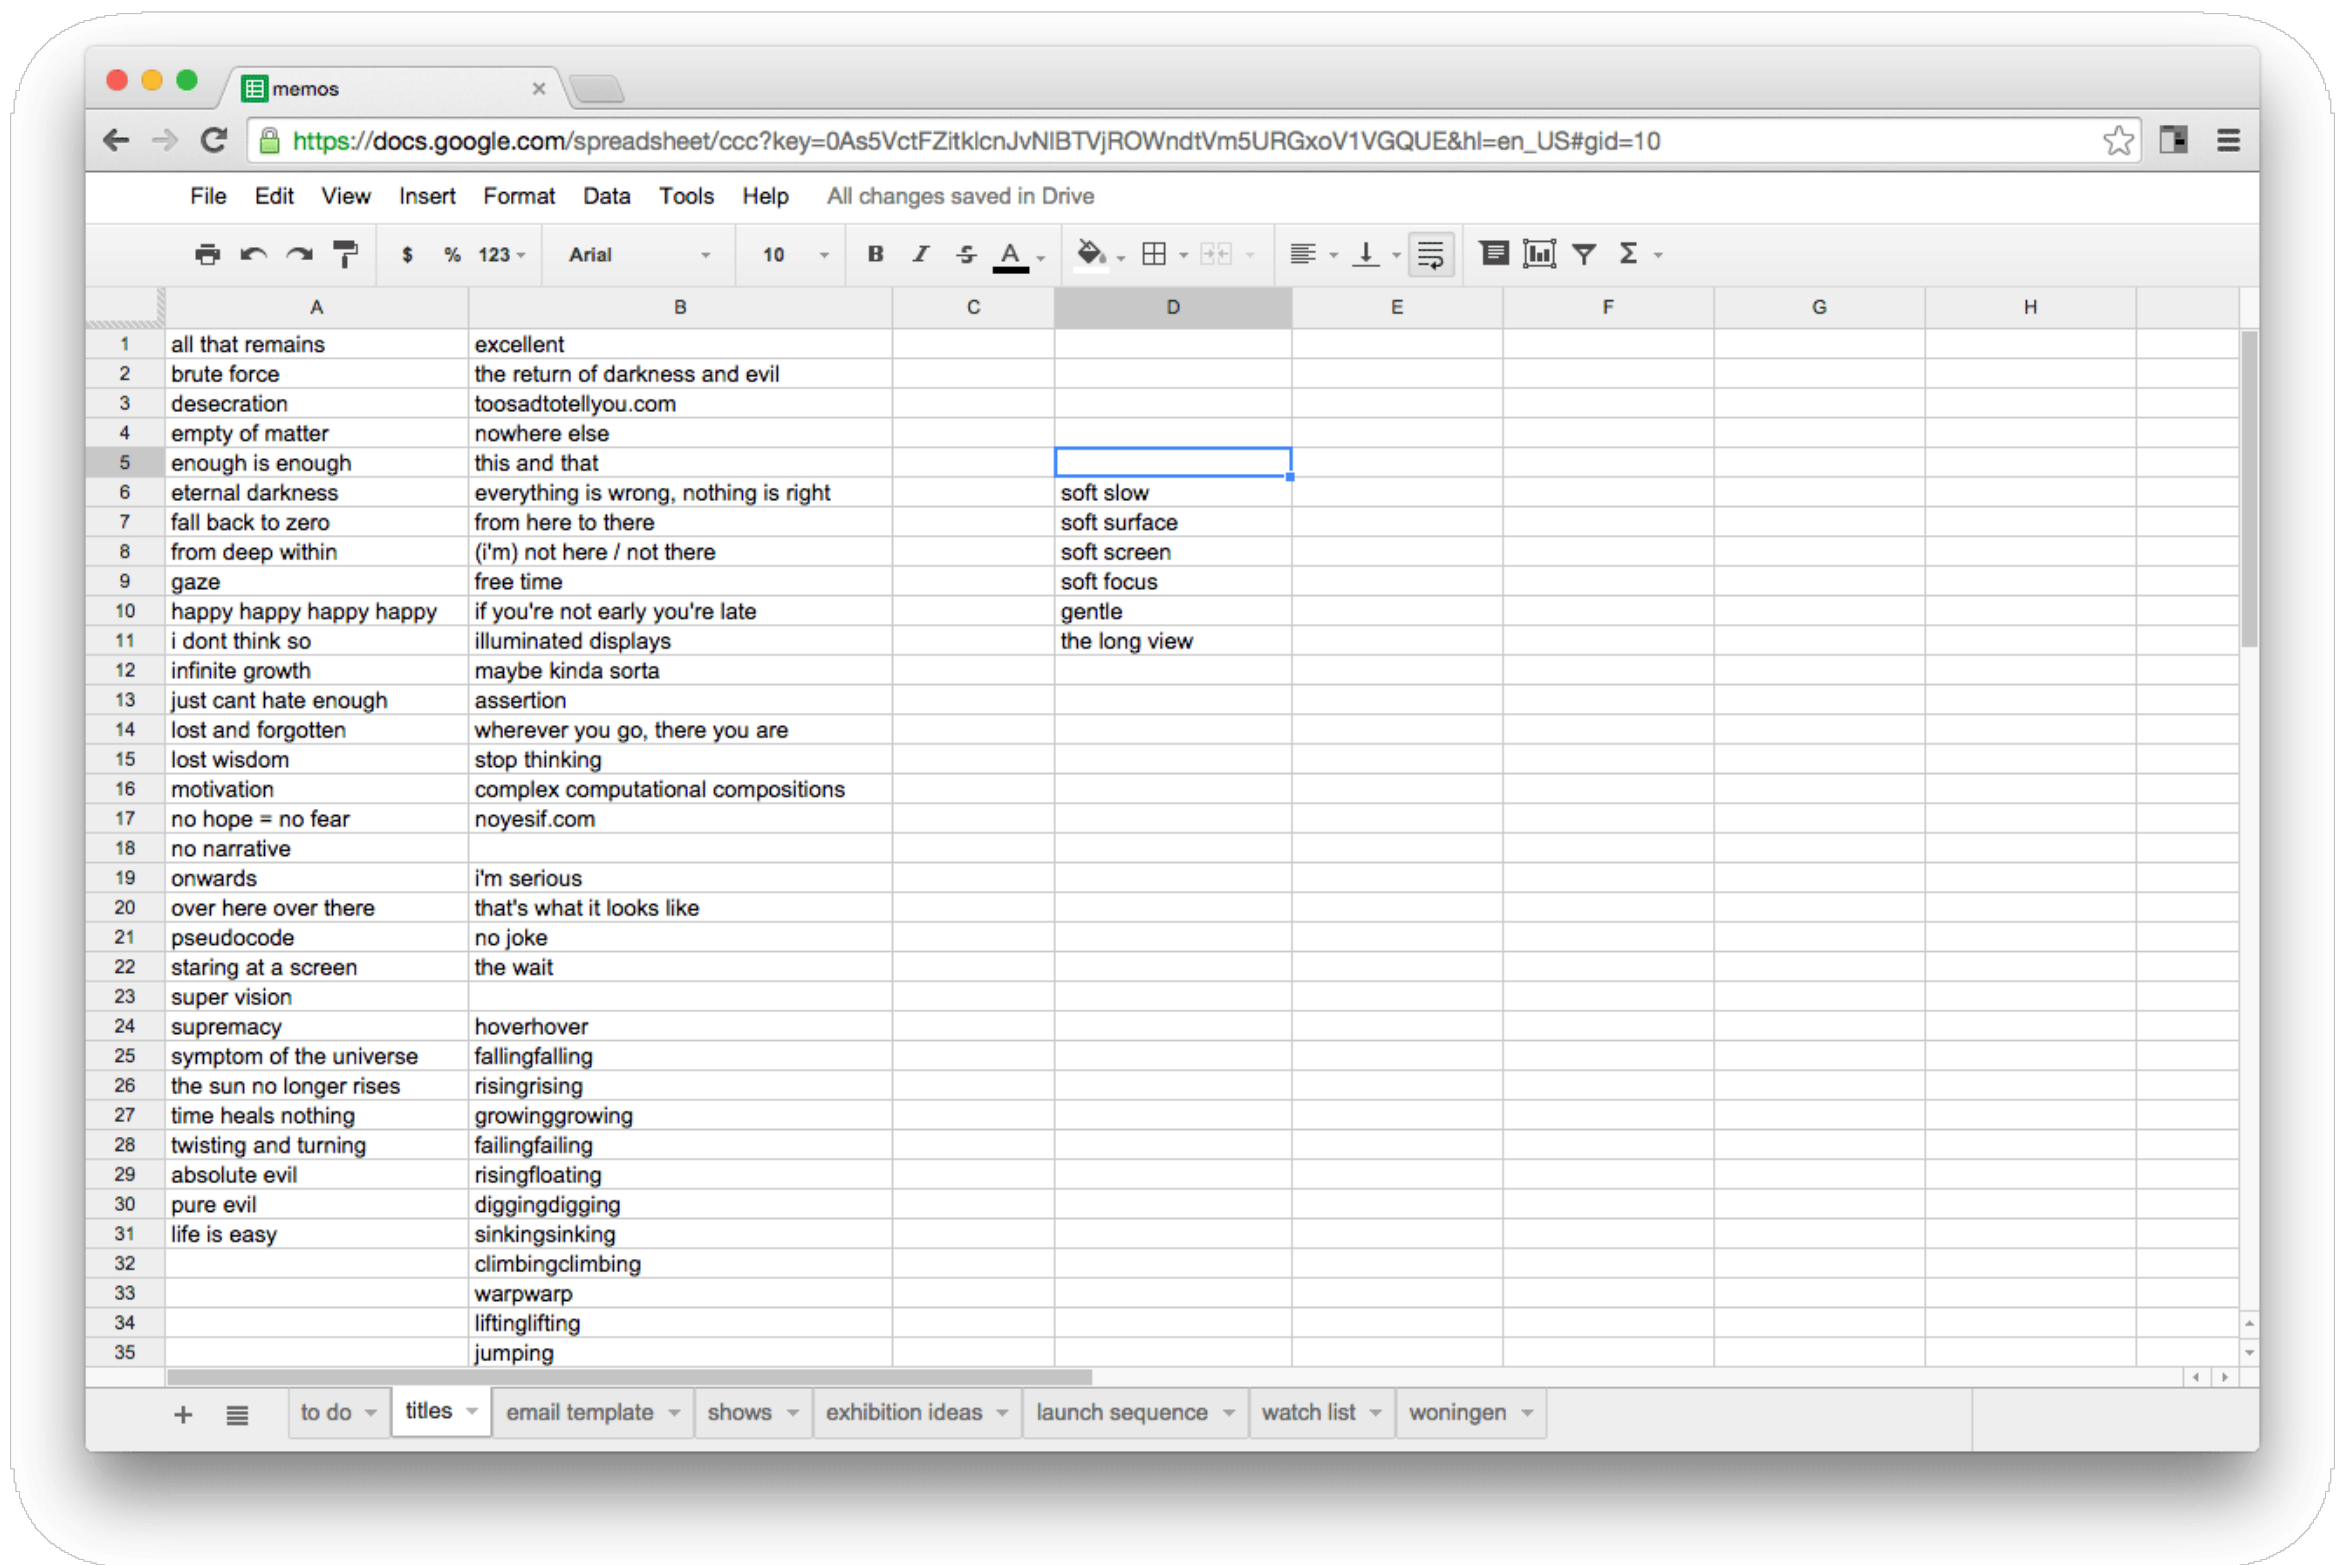 memos
https://docs.google.com/spreadsheet/ccc?key=0As5VctFZitklcnJvNlBTVjROWndtVm5URGxoV1VGQUE&hl=en_US#gid=10
File Edit View Insert Format Data Tools Help All changes saved in Drive
$ % 123 Arial 10 B I S A Σ
A B C D E F G H
1 all that remains excellent
2 brute force the return of darkness and evil
3 desecration toosadtotellyou.com
4 empty of matter nowhere else
5 enough is enough this and that
6 eternal darkness everything is wrong, nothing is right soft slow
7 fall back to zero from here to there soft surface
8 from deep within (i'm) not here / not there soft screen
9 gaze free time soft focus
10 happy happy happy happy if you're not early you're late gentle
11 i dont think so illuminated displays the long view
12 infinite growth maybe kinda sorta
13 just cant hate enough assertion
14 lost and forgotten wherever you go, there you are
15 lost wisdom stop thinking
16 motivation complex computational compositions
17 no hope = no fear noyesif.com
18 no narrative
19 onwards i'm serious
20 over here over there that's what it looks like
21 pseudocode no joke
22 staring at a screen the wait
23 super vision
24 supremacy hoverhover
25 symptom of the universe fallingfalling
26 the sun no longer rises risingrising
27 time heals nothing growinggrowing
28 twisting and turning failingfailing
29 absolute evil risingfloating
30 pure evil diggingdigging
31 life is easy sinkingsinking
32 climbingclimbing
33 warpwarp
34 liftinglifting
35 jumping
to do titles email template shows exhibition ideas launch sequence watch list woningen